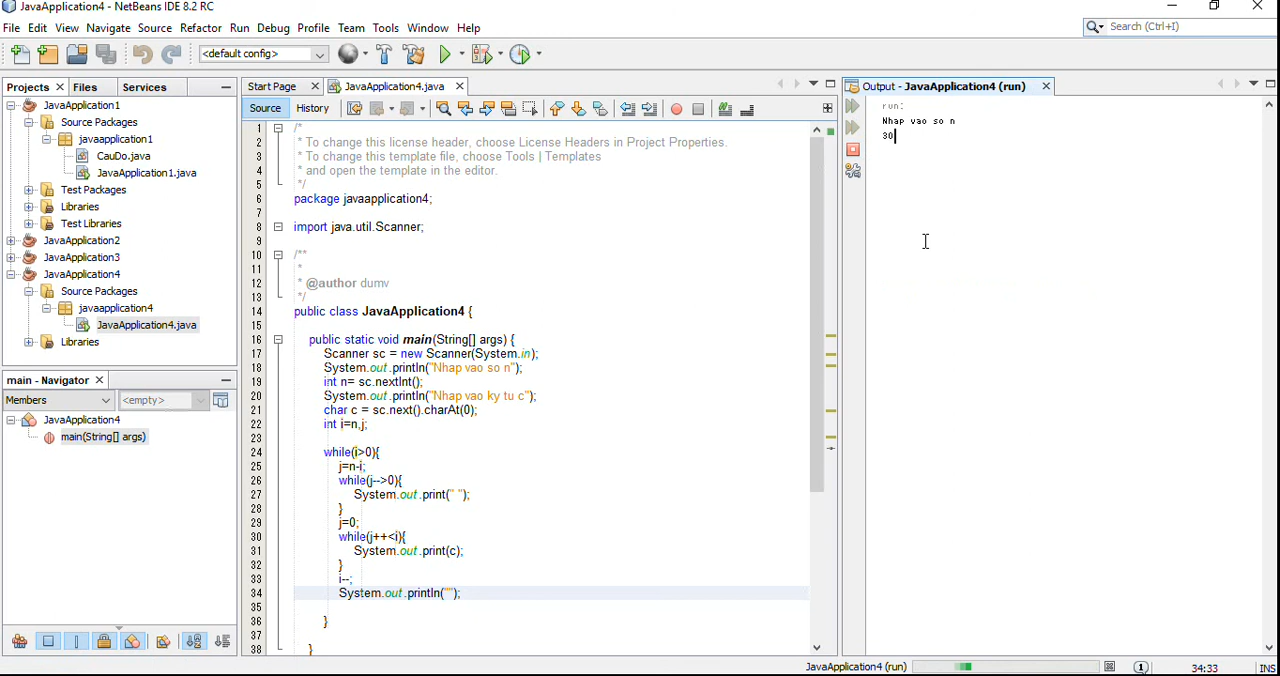 JavaApplication4 - NetBeans IDE 8.2 RC
File Edit View Navigate Source Refactor Run Debug Profile Team Tools Window Help
Search (Ctrl+I)
<default config>
Projects Files Services
JavaApplication1
Source Packages
javaapplication1
CauDo.java
JavaApplication1.java
Test Packages
Libraries
Test Libraries
JavaApplication2
JavaApplication3
JavaApplication4
Source Packages
javaapplication4
JavaApplication4.java
Libraries
main - Navigator
Members <empty>
JavaApplication4
main(String[] args)
Start Page JavaApplication4.java
Source History
1 /*
2 * To change this license header, choose License Headers in Project Properties.
3 * To change this template file, choose Tools | Templates
4 * and open the template in the editor.
5 */
6 package javaapplication4;
7
8 import java.util.Scanner;
9
10 /**
11 *
12 * @author dumv
13 */
14 public class JavaApplication4 {
15
16 public static void main(String[] args) {
17 Scanner sc = new Scanner(System.in);
18 System.out.println("Nhap vao so n");
19 int n= sc.nextInt();
20 System.out.println("Nhap vao ky tu c");
21 char c = sc.next().charAt(0);
22 int i=n,j;
23
24 while(i>0){
25 j=n-i;
26 while(j-->0){
27 System.out.print(" ");
28 }
29 j=0;
30 while(j++<i){
31 System.out.print(c);
32 }
33 i--;
34 System.out.println("");
35
36 }
37
38 }
Output - JavaApplication4 (run)
run:
Nhap vao so n
30
JavaApplication4 (run)
1
34:33
INS